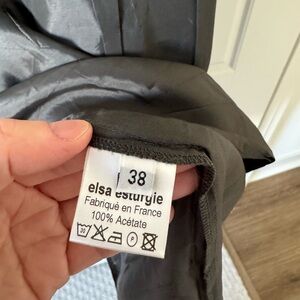 38
elsa esturgie
Fabriqué en France
100% Acétate